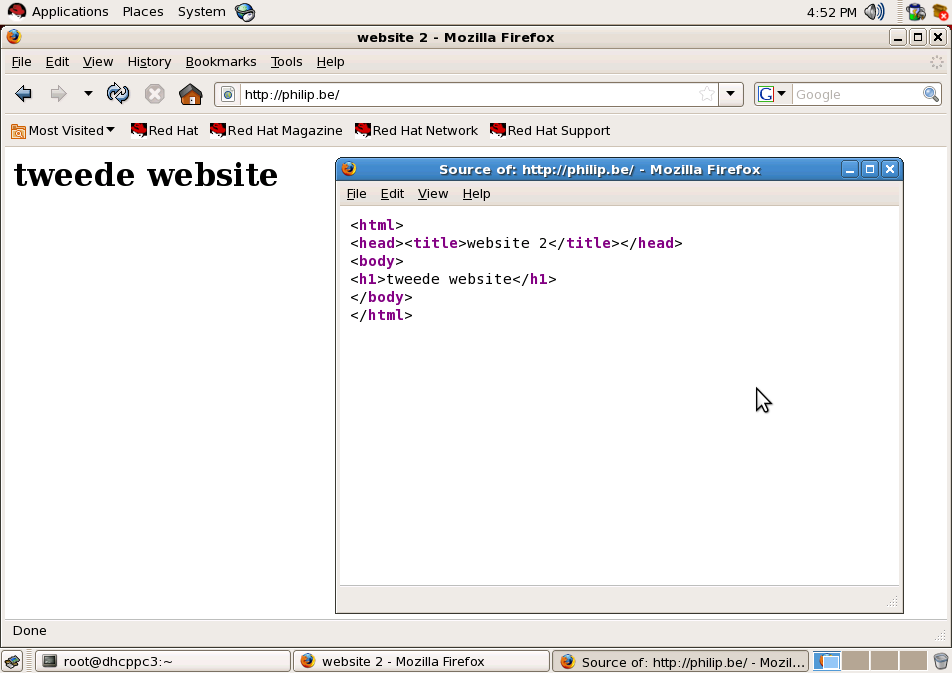 Applications Places System 4:52 PM
website 2 - Mozilla Firefox
File Edit View History Bookmarks Tools Help
http://philip.be/ G Google
Most Visited Red Hat Red Hat Magazine Red Hat Network Red Hat Support
tweede website
Source of: http://philip.be/ - Mozilla Firefox
File Edit View Help
<html>
<head><title>website 2</title></head>
<body>
<h1>tweede website</h1>
</body>
</html>
Done
root@dhcppc3:~ website 2 - Mozilla Firefox Source of: http://philip.be/ - Mozil...